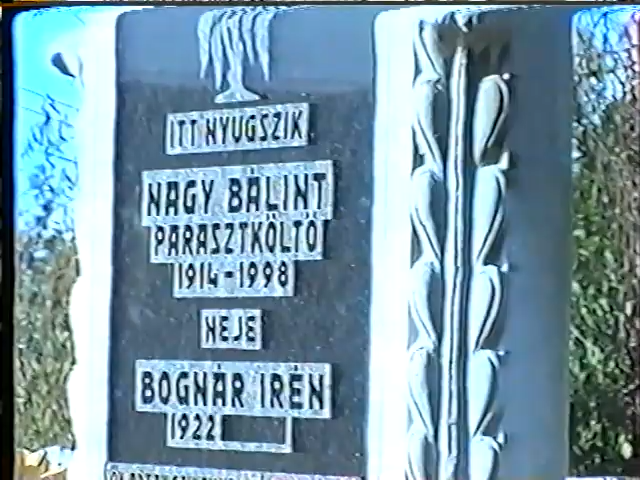 ITT NYUGSZIK
NAGY BÁLINT
PARASZTKÖLTŐ
1914-1998
NEJE
BOGNÁR IRÉN
1922